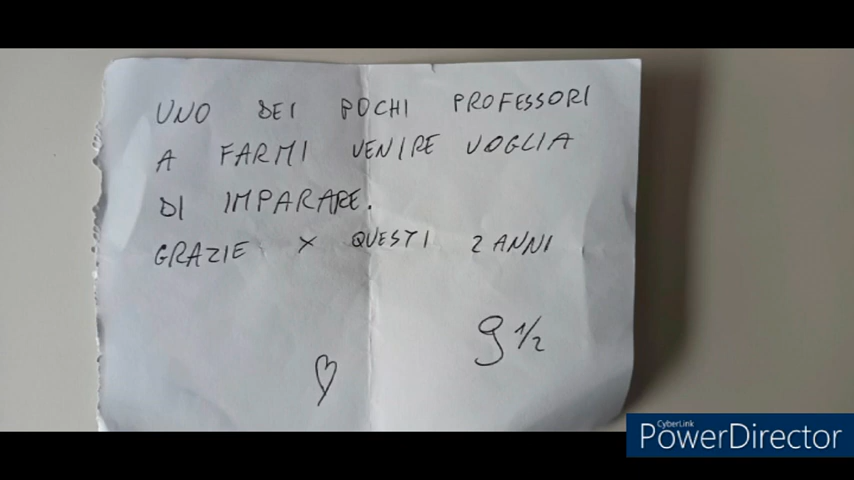 UNO DEI POCHI PROFESSORI
A FARMI VENIRE VOGLIA
DI IMPARARE.
GRAZIE X QUESTI 2 ANNI
9 1/2
CyberLink
PowerDirector